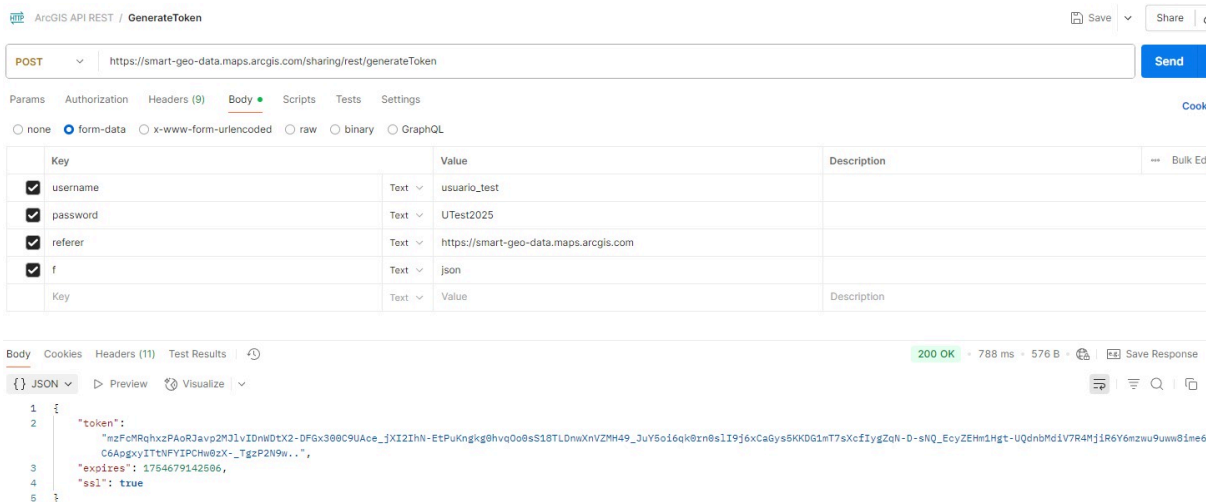 HTTP ArcGIS API REST / GenerateToken Save Share
POST https://smart-geo-data.maps.arcgis.com/sharing/rest/generateToken Send
Params Authorization Headers (9) Body Scripts Tests Settings Cook
none form-data x-www-form-urlencoded raw binary GraphQL
Key Value Description Bulk Ed
username Text usuario_test
password Text UTest2025
referer Text https://smart-geo-data.maps.arcgis.com
f Text json
Key Text Value Description
Body Cookies Headers (11) Test Results 200 OK 788 ms 576 B Save Response
{} JSON Preview Visualize
1 {
2 "token":
"mzFcMRqhxzPAoRJavp2MJlvIDnWDtX2-DFGx300C9UAce_jXI2IhN-EtPuKngkg0hvqOo0sS18TLDnwXnVZMH49_JuY5oi6qk0rn0slI9j6xCaGys5KKDG1mT7sXcfIygZqN-D-sNQ_EcyZEHm1Hgt-UQdnbMdiV7R4MjiR6Y6mzwu9uww8ime6
C6ApgxyITtNFYIPCHw0zX-_TgzP2N9w..",
3 "expires": 1754679142506,
4 "ssl": true
5 }